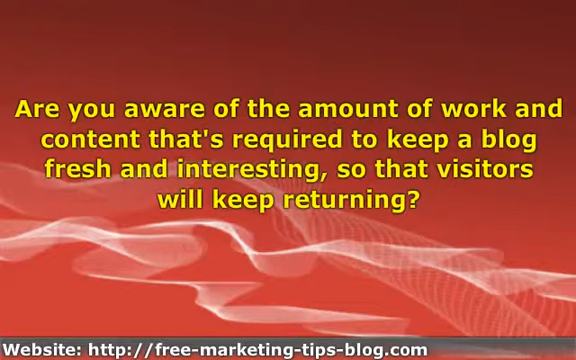 Are you aware of the amount of work and
content that's required to keep a blog
fresh and interesting, so that visitors
will keep returning?
Website: http://free-marketing-tips-blog.com